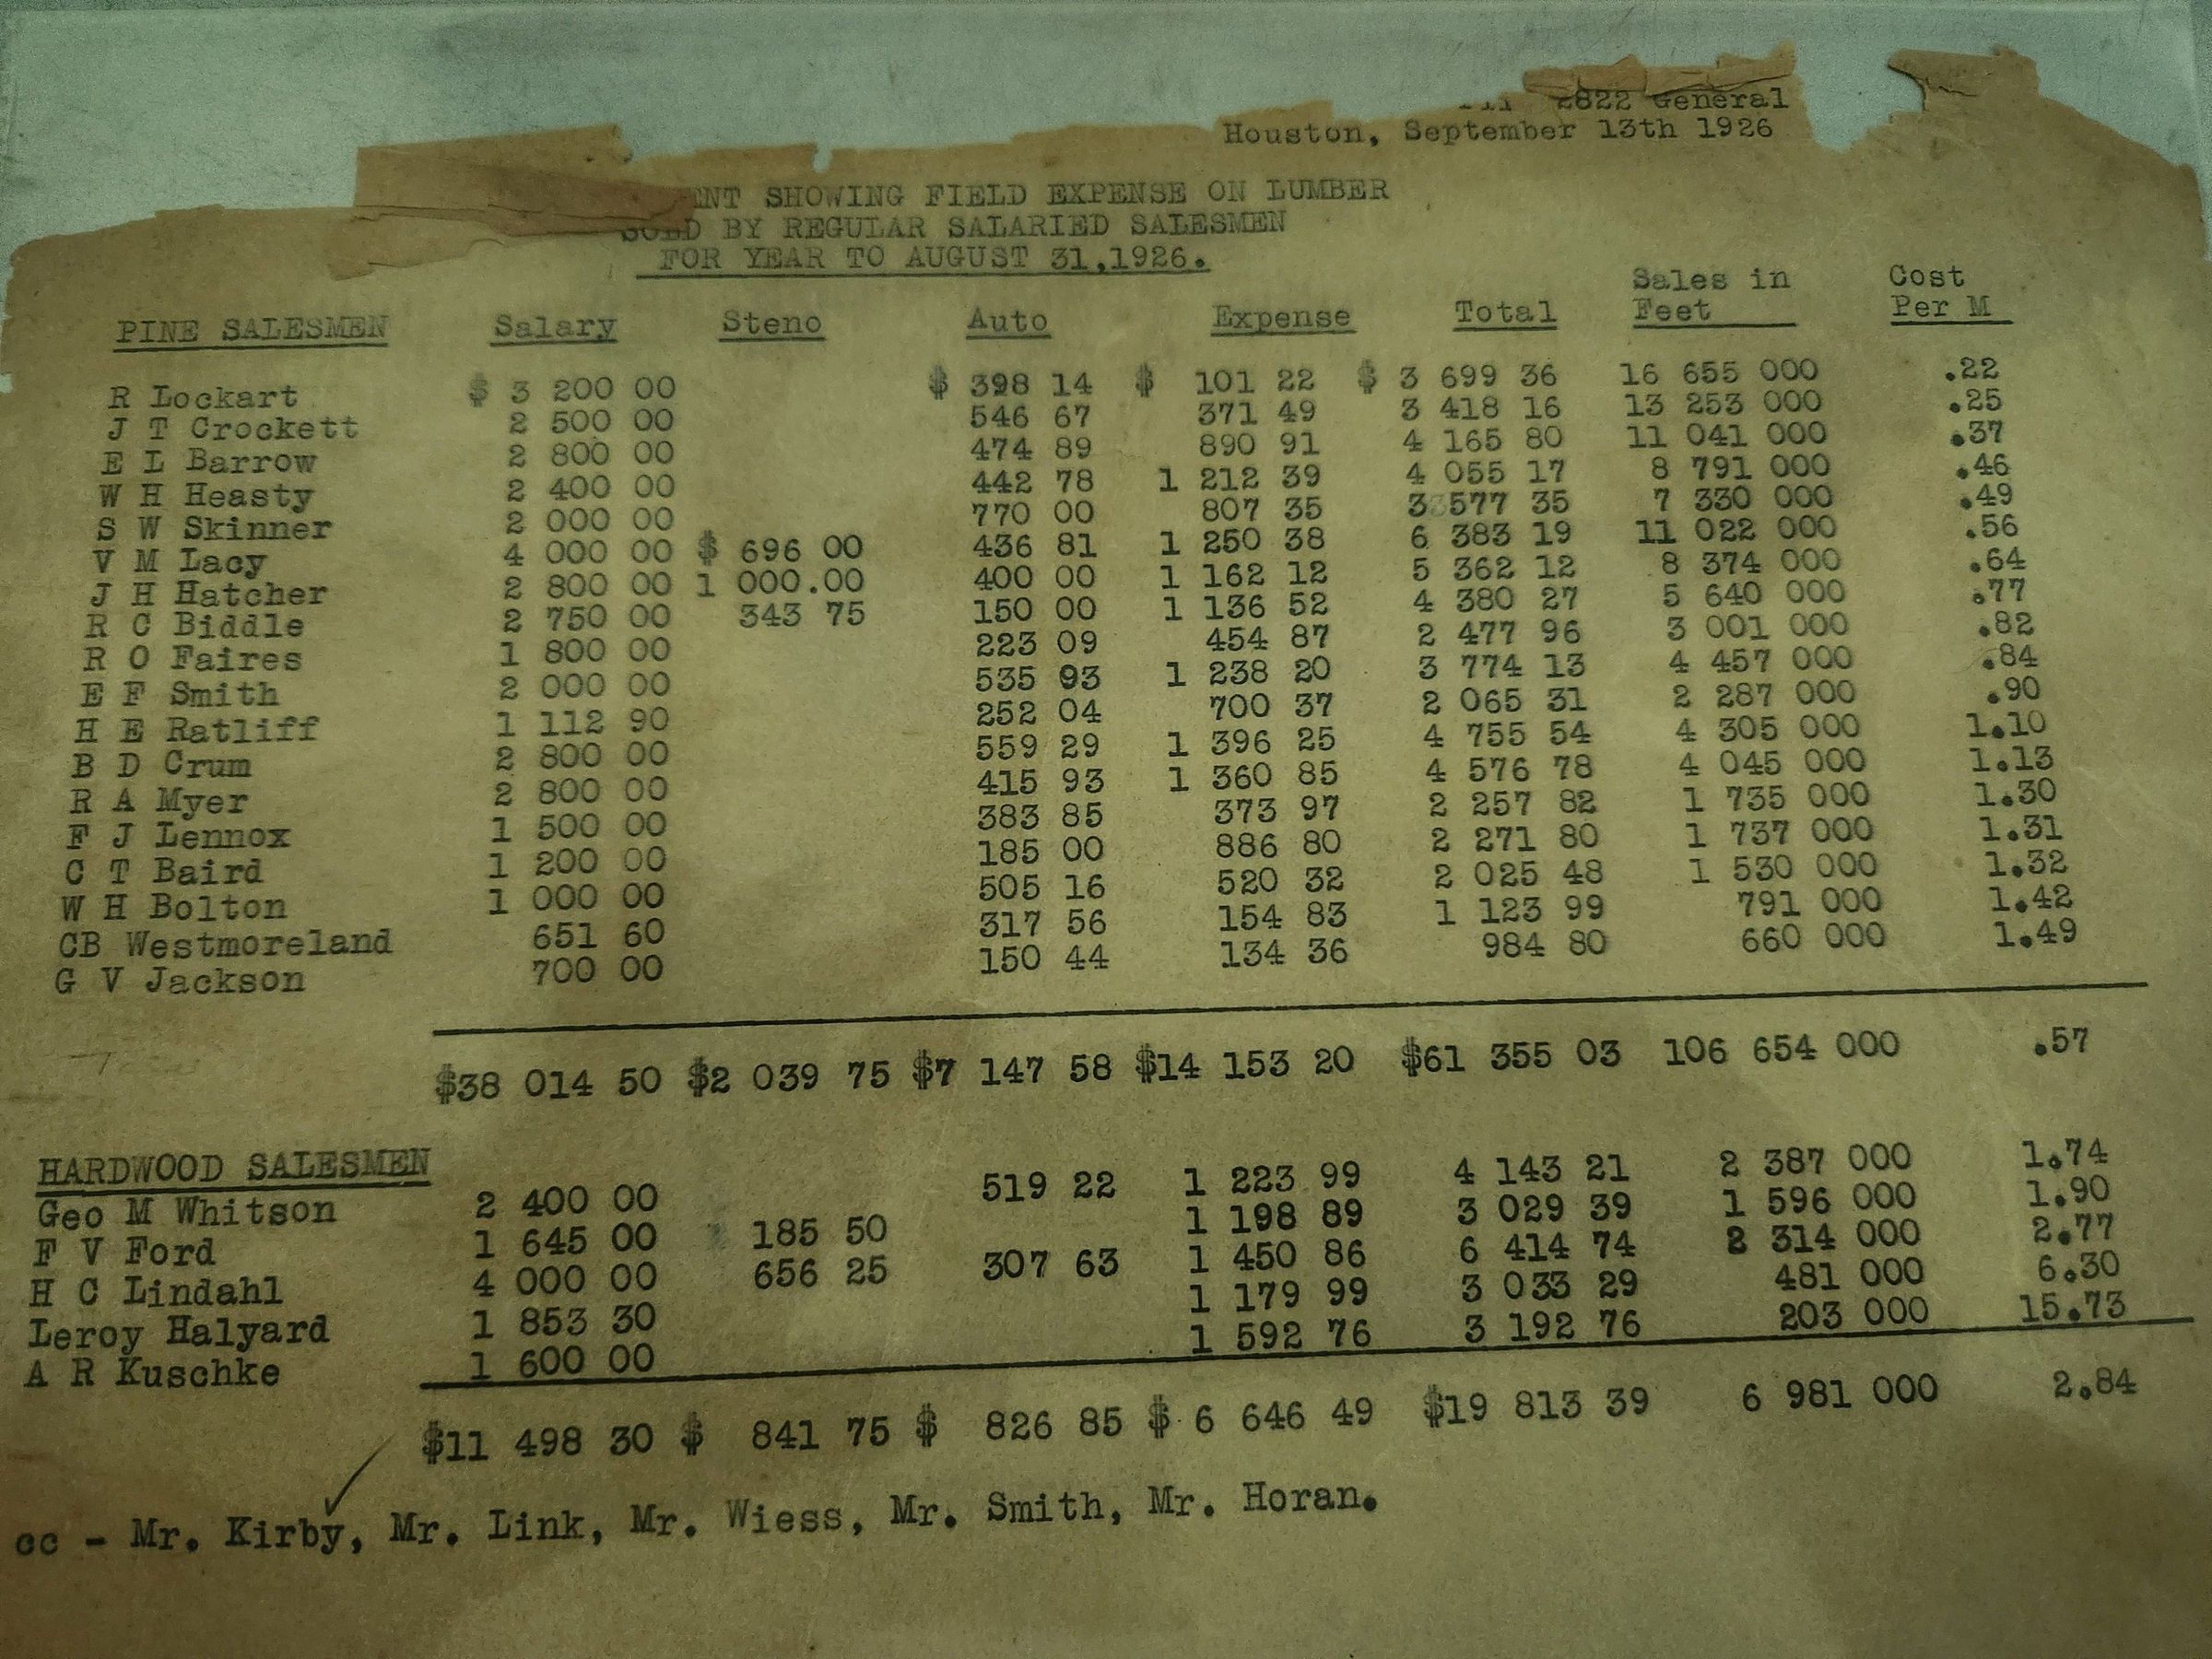 2822 General
Houston, September 13th 1926
ENT SHOWING FIELD EXPENSE ON LUMBER
SOLD BY REGULAR SALARIED SALESMEN
FOR YEAR TO AUGUST 31,1926.
PINE SALESMEN Salary Steno Auto Expense Total Sales in Feet Cost Per M
R Lockart $ 3 200 00 $ 398 14 $ 101 22 $ 3 699 36 16 655 000 .22
J T Crockett 2 500 00 546 67 371 49 3 418 16 13 253 000 .25
E L Barrow 2 800 00 474 89 890 91 4 165 80 11 041 000 .37
W H Heasty 2 400 00 442 78 1 212 39 4 055 17 8 791 000 .46
S W Skinner 2 000 00 770 00 807 35 3 577 35 7 330 000 .49
V M Lacy 4 000 00 $ 696 00 436 81 1 250 38 6 383 19 11 022 000 .56
J H Hatcher 2 800 00 1 000.00 400 00 1 162 12 5 362 12 8 374 000 .64
R C Biddle 2 750 00 343 75 150 00 1 136 52 4 380 27 5 640 000 .77
R O Faires 1 800 00 223 09 454 87 2 477 96 3 001 000 .82
E F Smith 2 000 00 535 93 1 238 20 3 774 13 4 457 000 .84
H E Ratliff 1 112 90 252 04 700 37 2 065 31 2 287 000 .90
B D Crum 2 800 00 559 29 1 396 25 4 755 54 4 305 000 1.10
R A Myer 2 800 00 415 93 1 360 85 4 576 78 4 045 000 1.13
F J Lennox 1 500 00 383 85 373 97 2 257 82 1 735 000 1.30
C T Baird 1 200 00 185 00 886 80 2 271 80 1 737 000 1.31
W H Bolton 1 000 00 505 16 520 32 2 025 48 1 530 000 1.32
CB Westmoreland 651 60 317 56 154 83 1 123 99 791 000 1.42
G V Jackson 700 00 150 44 134 36 984 80 660 000 1.49
$38 014 50 $2 039 75 $7 147 58 $14 153 20 $61 355 03 106 654 000 .57
HARDWOOD SALESMEN
Geo M Whitson 2 400 00 519 22 1 223 99 4 143 21 2 387 000 1.74
F V Ford 1 645 00 185 50 1 198 89 3 029 39 1 596 000 1.90
H C Lindahl 4 000 00 656 25 307 63 1 450 86 6 414 74 2 314 000 2.77
Leroy Halyard 1 853 30 1 179 99 3 033 29 481 000 6.30
A R Kuschke 1 600 00 1 592 76 3 192 76 203 000 15.73
$11 498 30 $ 841 75 $ 826 85 $ 6 646 49 $19 813 39 6 981 000 2.84
cc - Mr. Kirby, Mr. Link, Mr. Wiess, Mr. Smith, Mr. Horan.